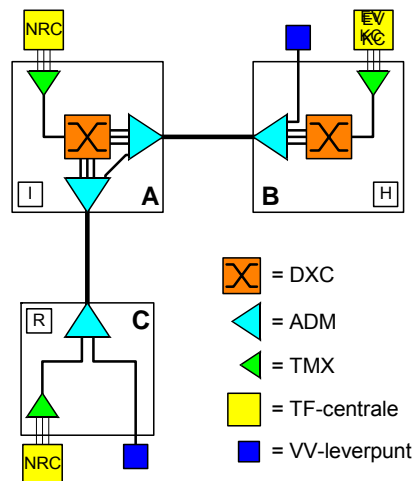 NRC
EV
KC
I
A
B
H
R
C
NRC
= DXC
= ADM
= TMX
= TF-centrale
= VV-leverpunt